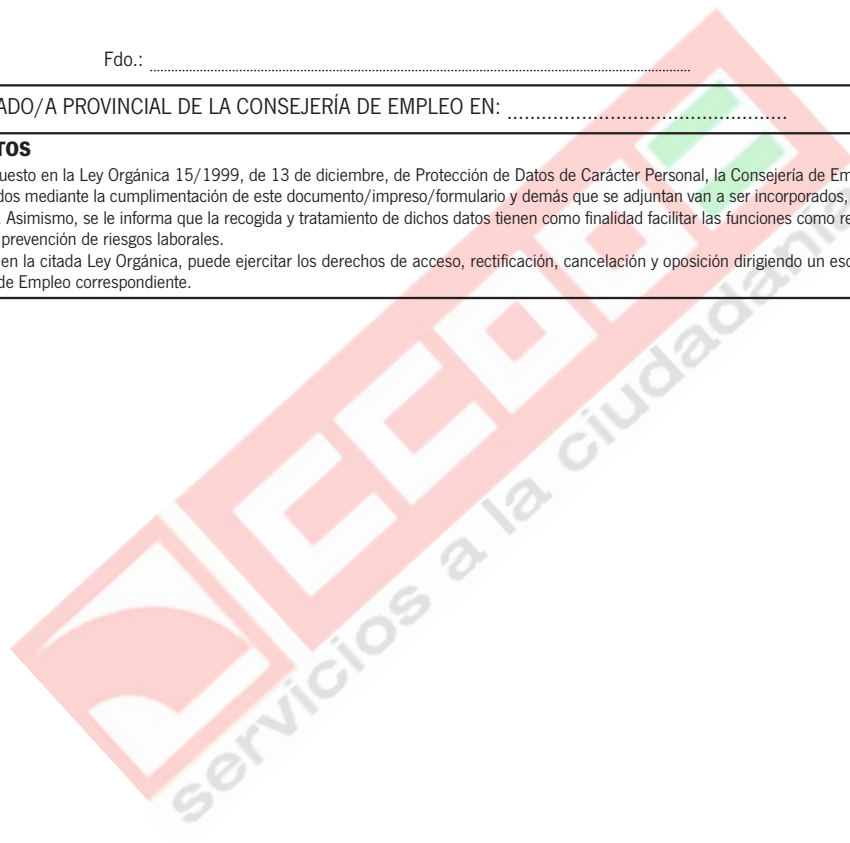 Fdo.: ........................................
ADO/A PROVINCIAL DE LA CONSEJERÍA DE EMPLEO EN: ........................................
TOS
uesto en la Ley Orgánica 15/1999, de 13 de diciembre, de Protección de Datos de Carácter Personal, la Consejería de Em
dos mediante la cumplimentación de este documento/impreso/formulario y demás que se adjuntan van a ser incorporados,
. Asimismo, se le informa que la recogida y tratamiento de dichos datos tienen como finalidad facilitar las funciones como re
prevención de riesgos laborales.
en la citada Ley Orgánica, puede ejercitar los derechos de acceso, rectificación, cancelación y oposición dirigiendo un esc
de Empleo correspondiente.
CCOO
servicios a la ciudadanía